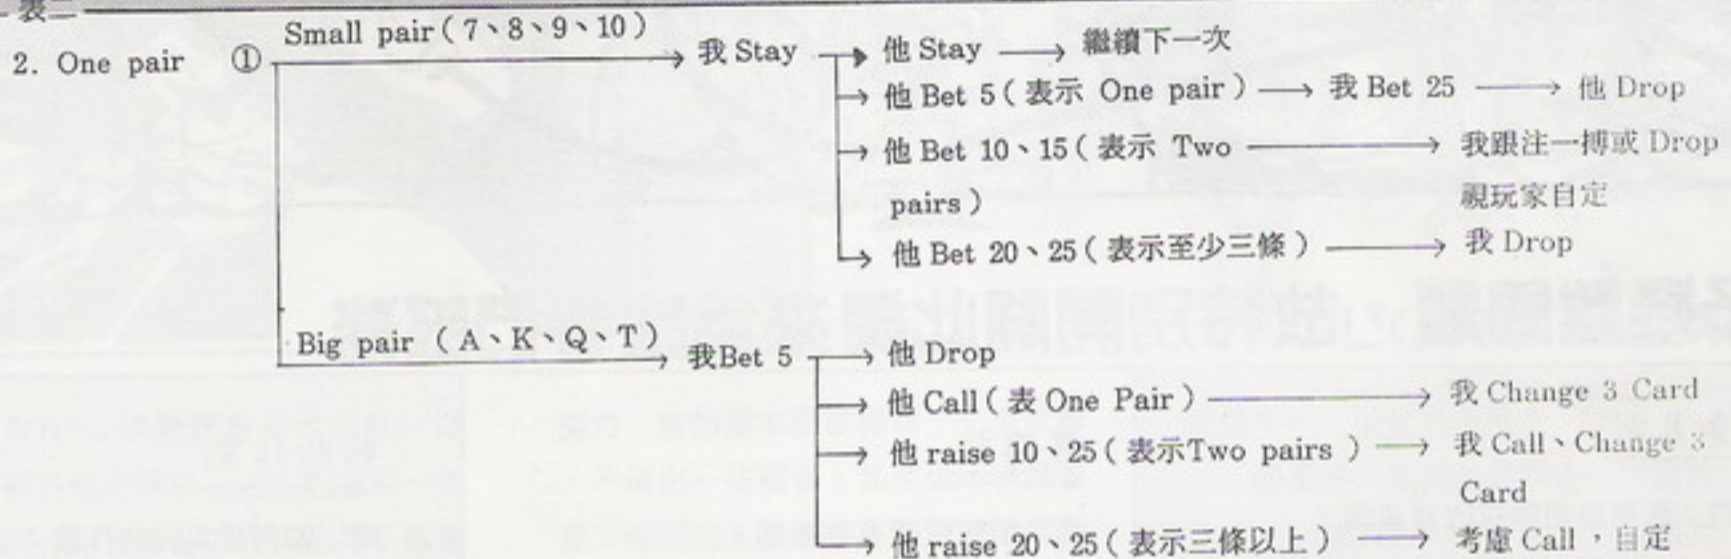 表二
2. One pair ① Small pair（7、8、9、10） → 我 Stay → 他 Stay → 繼續下一次
→ 他 Bet 5（表示 One pair）→ 我 Bet 25 → 他 Drop
→ 他 Bet 10、15（表示 Two → 我跟注一搏或 Drop
pairs） 視玩家自定
→ 他 Bet 20、25（表示至少三條）→ 我 Drop
Big pair （A、K、Q、T） → 我Bet 5 → 他 Drop
→ 他 Call（表 One Pair）→ 我 Change 3 Card
→ 他 raise 10、25（表示Two pairs ）→ 我 Call、Change 3
Card
→ 他 raise 20、25（表示三條以上）→ 考慮 Call，自定